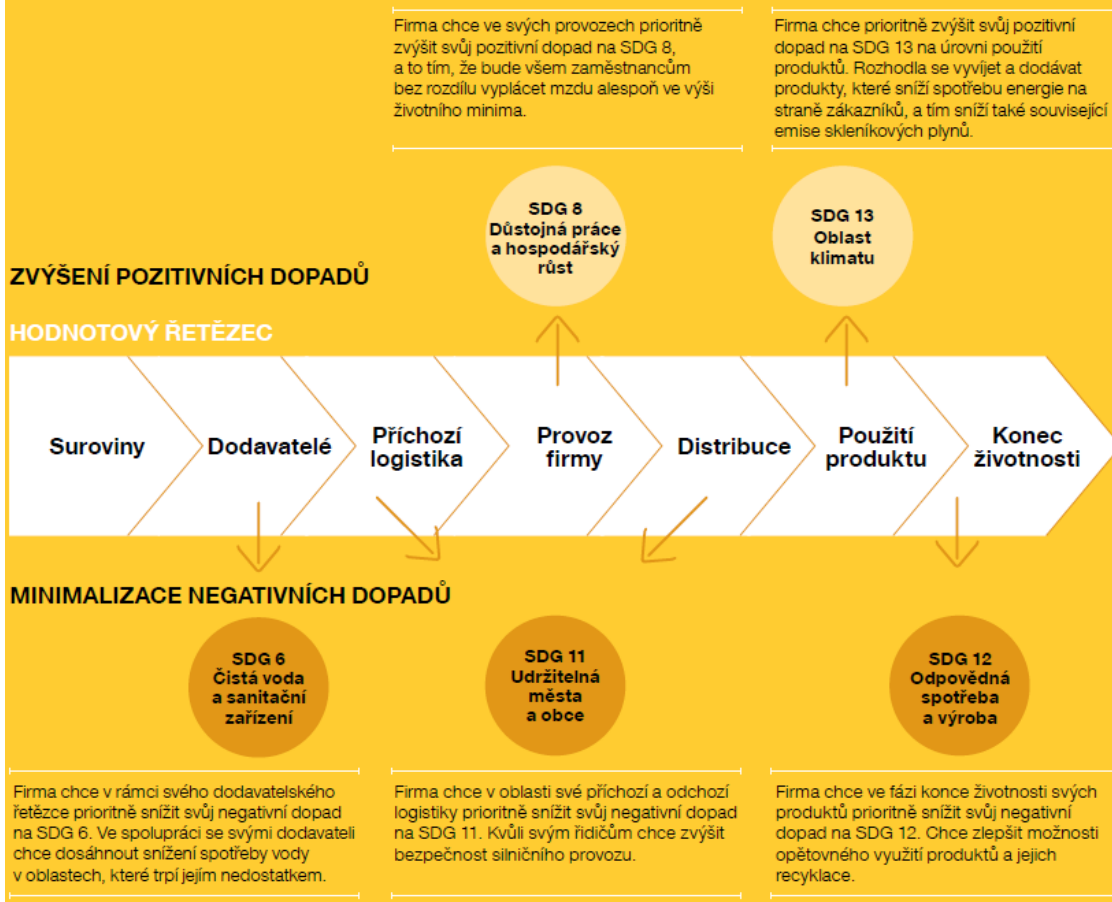 Firma chce ve svých provozech prioritně
zvýšit svůj pozitivní dopad na SDG 8,
a to tím, že bude všem zaměstnancům
bez rozdílu vyplácet mzdu alespoň ve výši
životního minima.
Firma chce prioritně zvýšit svůj pozitivní
dopad na SDG 13 na úrovni použití
produktů. Rozhodla se vyvíjet a dodávat
produkty, které sníží spotřebu energie na
straně zákazníků, a tím sníží také související
emise skleníkových plynů.
SDG 8
Důstojná práce
a hospodářský
růst
SDG 13
Oblast
klimatu
ZVÝŠENÍ POZITIVNÍCH DOPADŮ
HODNOTOVÝ ŘETĚZEC
Suroviny
Dodavatelé
Příchozí
logistika
Provoz
firmy
Distribuce
Použití
produktu
Konec
životnosti
MINIMALIZACE NEGATIVNÍCH DOPADŮ
SDG 6
Čistá voda
a sanitační
zařízení
SDG 11
Udržitelná
města
a obce
SDG 12
Odpovědná
spotřeba
a výroba
Firma chce v rámci svého dodavatelského
řetězce prioritně snížit svůj negativní dopad
na SDG 6. Ve spolupráci se svými dodavateli
chce dosáhnout snížení spotřeby vody
v oblastech, které trpí jejím nedostatkem.
Firma chce v oblasti své příchozí a odchozí
logistiky prioritně snížit svůj negativní dopad
na SDG 11. Kvůli svým řidičům chce zvýšit
bezpečnost silničního provozu.
Firma chce ve fázi konce životnosti svých
produktů prioritně snížit svůj negativní
dopad na SDG 12. Chce zlepšit možnosti
opětovného využití produktů a jejich
recyklace.